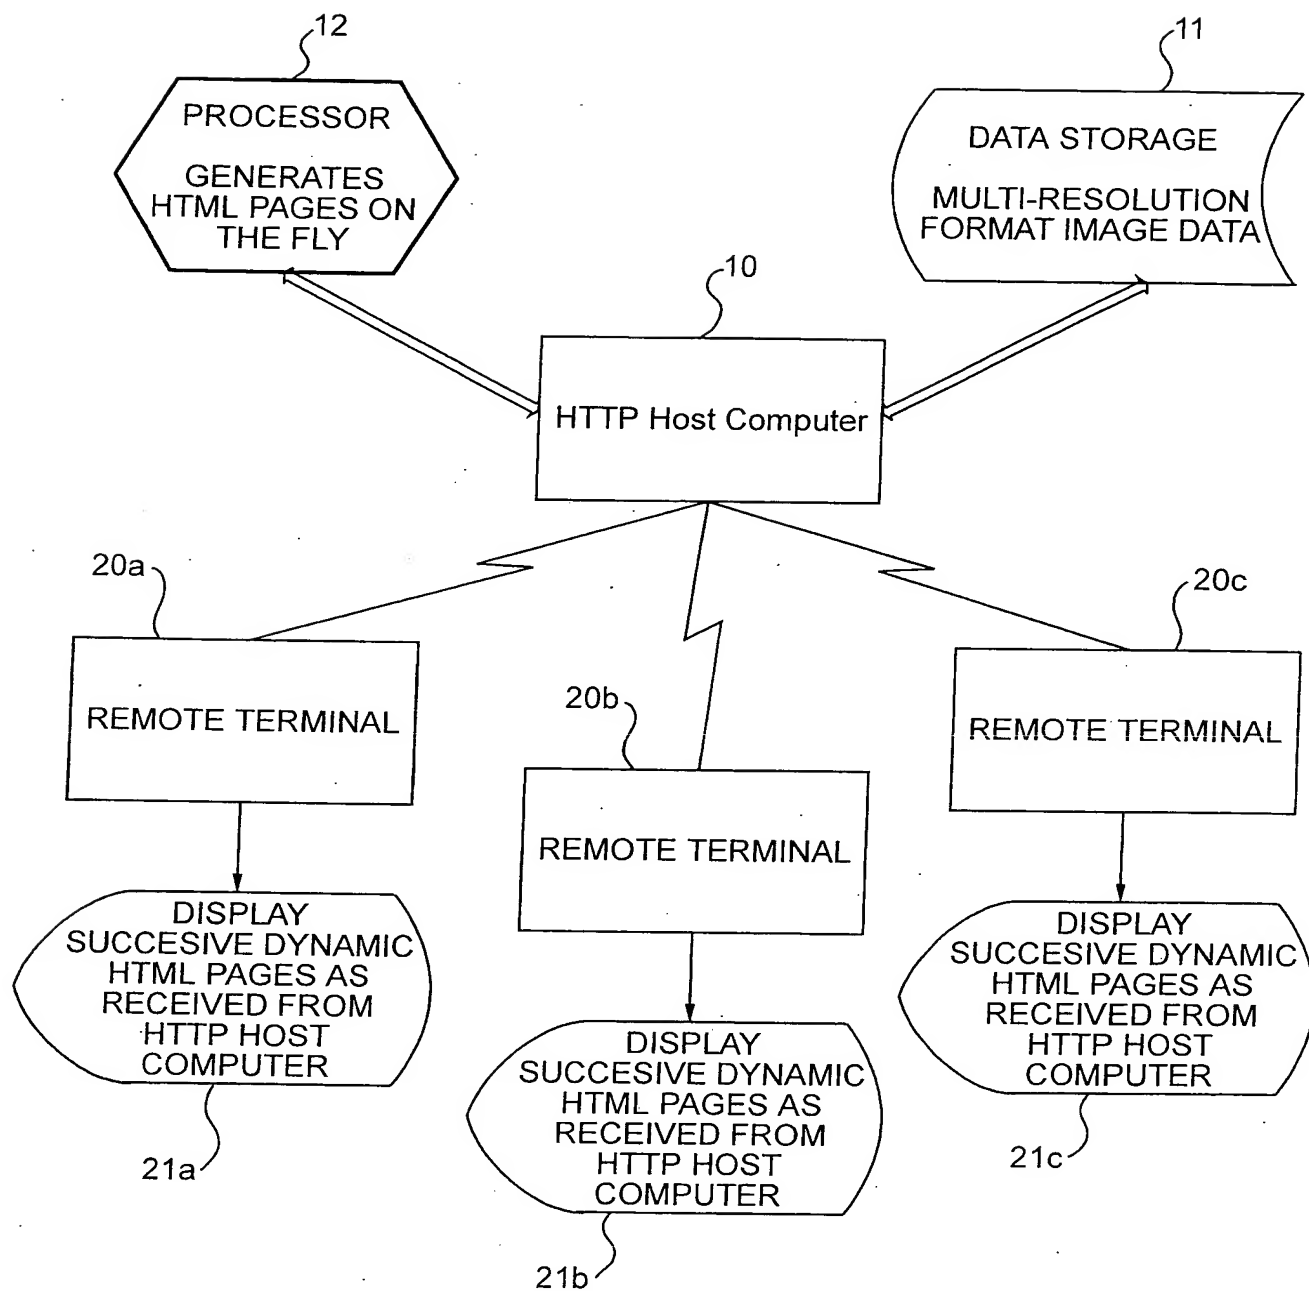 12
11
PROCESSOR
GENERATES
HTML PAGES ON
THE FLY
DATA STORAGE
MULTI-RESOLUTION
FORMAT IMAGE DATA
10
HTTP Host Computer
20a
REMOTE TERMINAL
20b
REMOTE TERMINAL
20c
REMOTE TERMINAL
DISPLAY
SUCCESIVE DYNAMIC
HTML PAGES AS
RECEIVED FROM
HTTP HOST
COMPUTER
21a
DISPLAY
SUCCESIVE DYNAMIC
HTML PAGES AS
RECEIVED FROM
HTTP HOST
COMPUTER
21b
DISPLAY
SUCCESIVE DYNAMIC
HTML PAGES AS
RECEIVED FROM
HTTP HOST
COMPUTER
21c